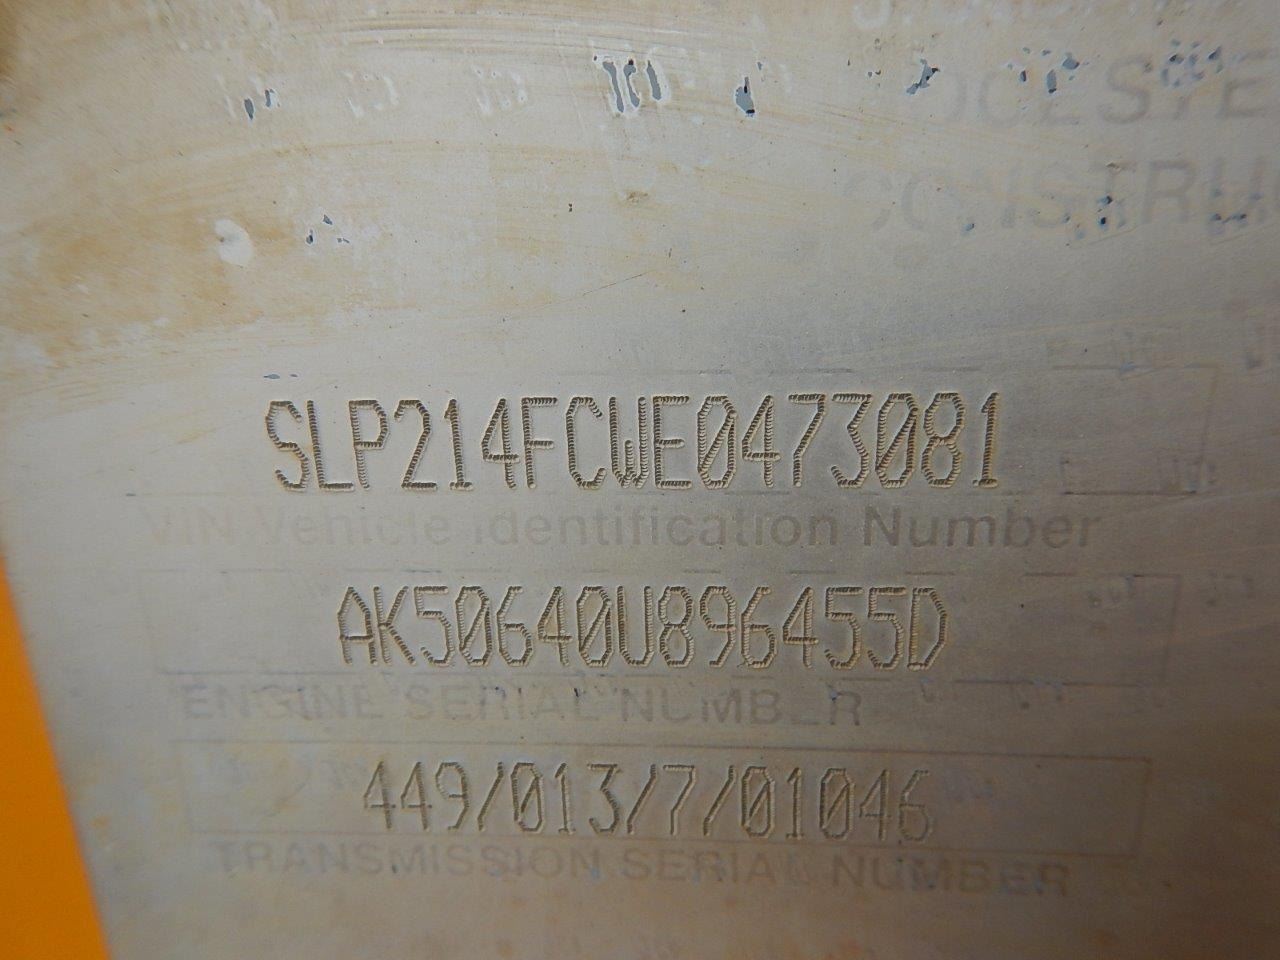 SLP214FCWE0473081
VIN Vehicle Identification Number
AK50640U896455D
ENGINE SERIAL NUMBER
449/013/7/01046
TRANSMISSION SERIAL NUMBER